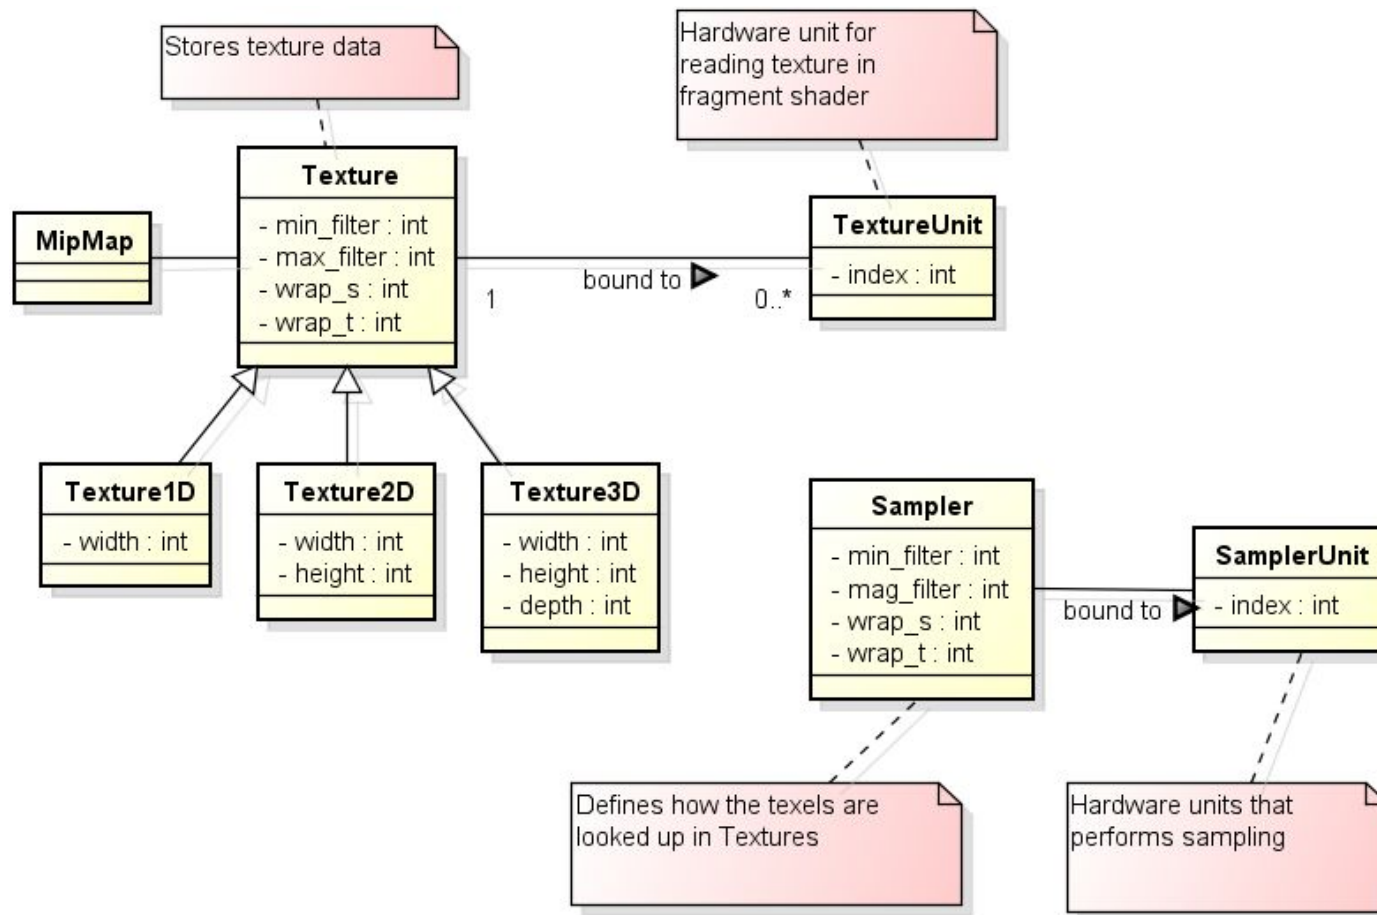 Stores texture data
Hardware unit for
reading texture in
fragment shader
MipMap
Texture
- min_filter : int
- max_filter : int
- wrap_s : int
- wrap_t : int
1
bound to
0..*
TextureUnit
- index : int
Texture1D
- width : int
Texture2D
- width : int
- height : int
Texture3D
- width : int
- height : int
- depth : int
Sampler
- min_filter : int
- mag_filter : int
- wrap_s : int
- wrap_t : int
bound to
SamplerUnit
- index : int
Defines how the texels are
looked up in Textures
Hardware units that
performs sampling